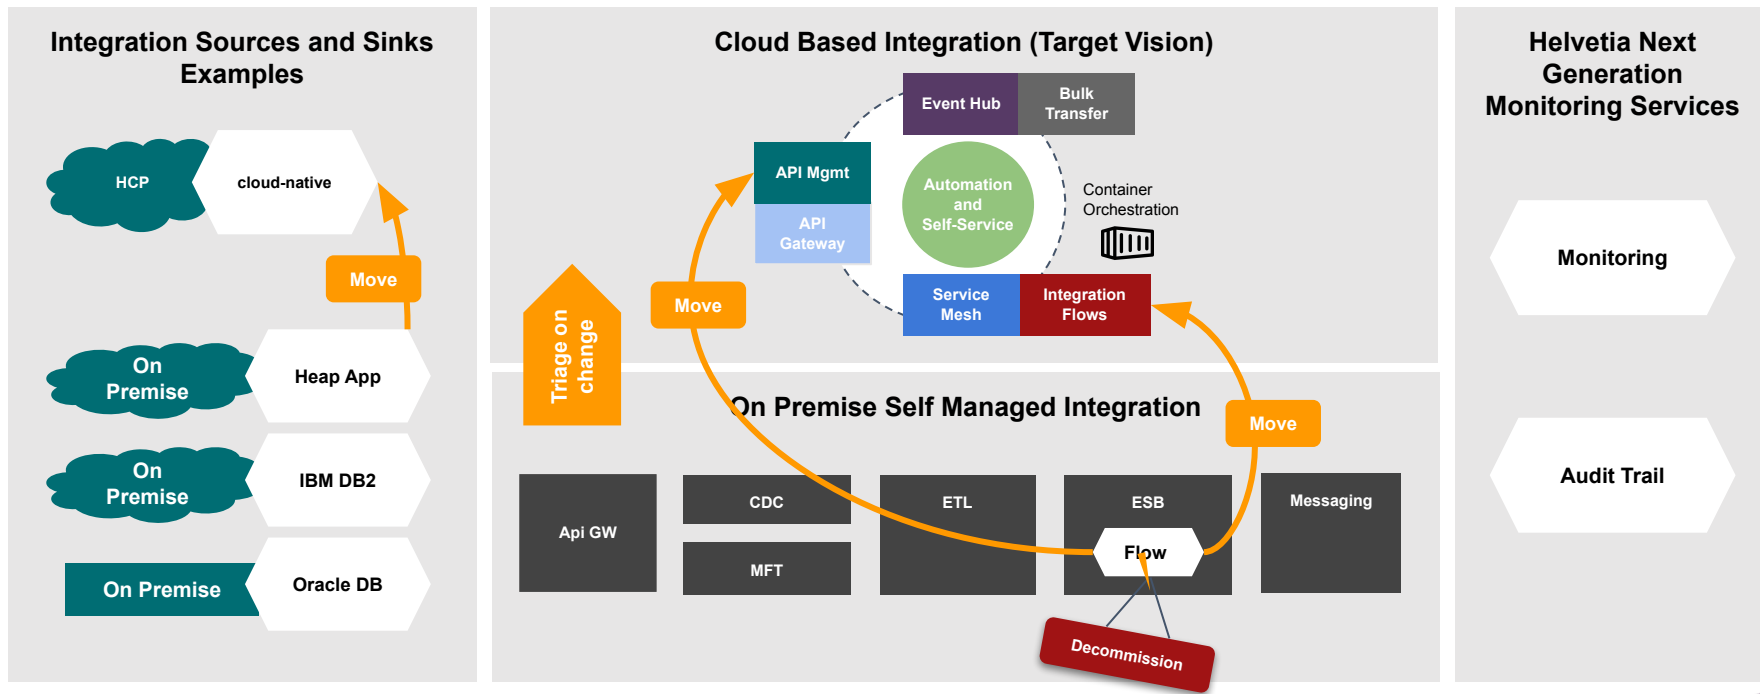 Integration Sources and Sinks
Examples
HCP
cloud-native
Move
On
Premise
Heap App
On
Premise
IBM DB2
On Premise
Oracle DB
Cloud Based Integration (Target Vision)
Event Hub
Bulk
Transfer
API Mgmt
API
Gateway
Automation
and
Self-Service
Container
Orchestration
Service
Mesh
Integration
Flows
Move
Triage on
change
On Premise Self Managed Integration
Move
Api GW
CDC
MFT
ETL
ESB
Flow
Messaging
Decommission
Helvetia Next
Generation
Monitoring Services
Monitoring
Audit Trail